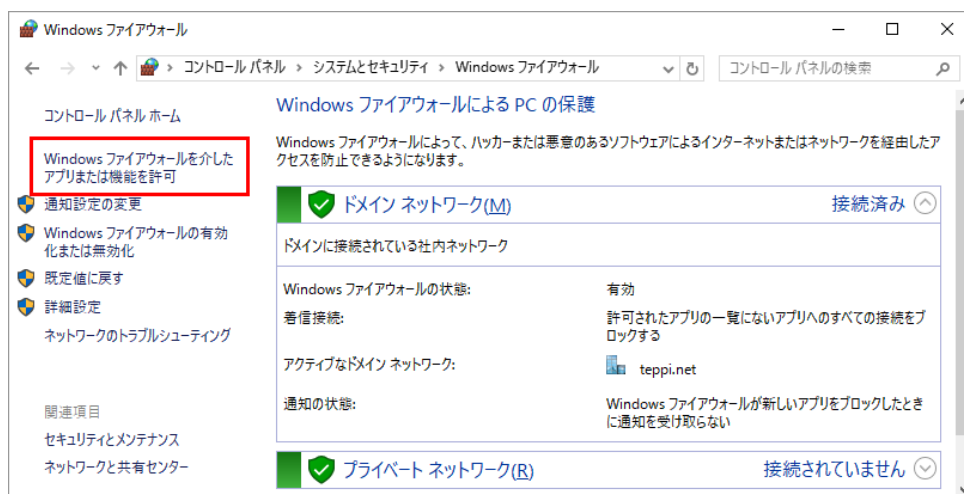 Windows ファイアウォール
コントロール パネル › システムとセキュリティ › Windows ファイアウォール
コントロール パネルの検索
コントロール パネル ホーム
Windows ファイアウォールを介した
アプリまたは機能を許可
通知設定の変更
Windows ファイアウォールの有効
化または無効化
既定値に戻す
詳細設定
ネットワークのトラブルシューティング
関連項目
セキュリティとメンテナンス
ネットワークと共有センター
Windows ファイアウォールによる PC の保護
Windows ファイアウォールによって、ハッカーまたは悪意のあるソフトウェアによるインターネットまたはネットワークを経由したア
クセスを防止できるようになります。
ドメイン ネットワーク(M) 接続済み
ドメインに接続されている社内ネットワーク
Windows ファイアウォールの状態: 有効
着信接続: 許可されたアプリの一覧にないアプリへのすべての接続をブ
ロックする
アクティブなドメイン ネットワーク: teppi.net
通知の状態: Windows ファイアウォールが新しいアプリをブロックしたとき
に通知を受け取らない
プライベート ネットワーク(R) 接続されていません